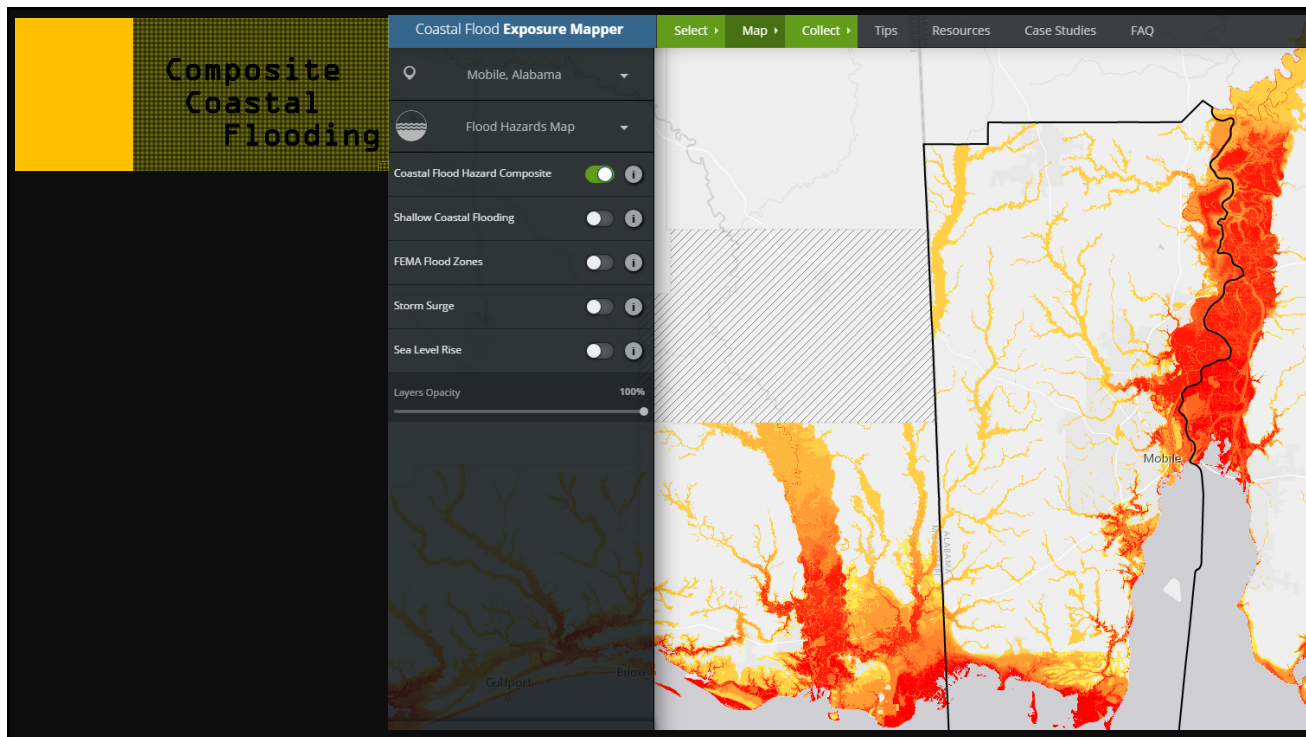 Composite
Coastal
Flooding
Coastal Flood Exposure Mapper
Select
Map
Collect
Tips
Resources
Case Studies
FAQ
Mobile, Alabama
Flood Hazards Map
Coastal Flood Hazard Composite
i
Shallow Coastal Flooding
i
FEMA Flood Zones
i
Storm Surge
i
Sea Level Rise
i
Layers Opacity
100%
Mobile
ALABAMA
Gulfport
Biloxi